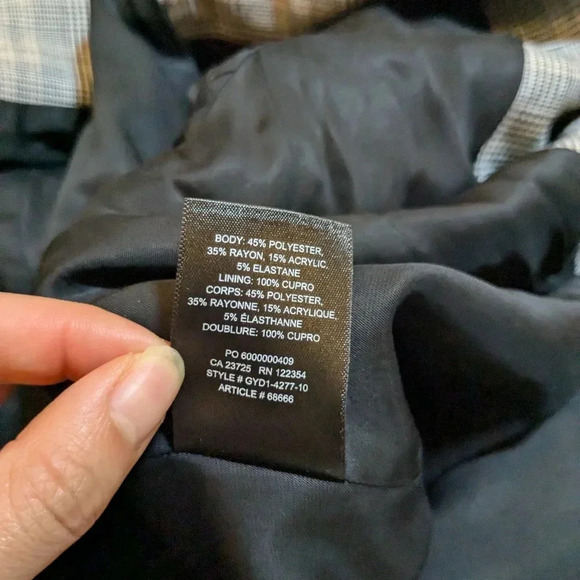 BODY: 45% POLYESTER,
35% RAYON, 15% ACRYLIC,
5% ELASTANE
LINING: 100% CUPRO
CORPS: 45% POLYESTER,
35% RAYONNE, 15% ACRYLIQUE,
5% ÉLASTHANNE
DOUBLURE: 100% CUPRO
PO 6000000409
CA 23725 RN 122354
STYLE # GYD1-4277-10
ARTICLE # 68666